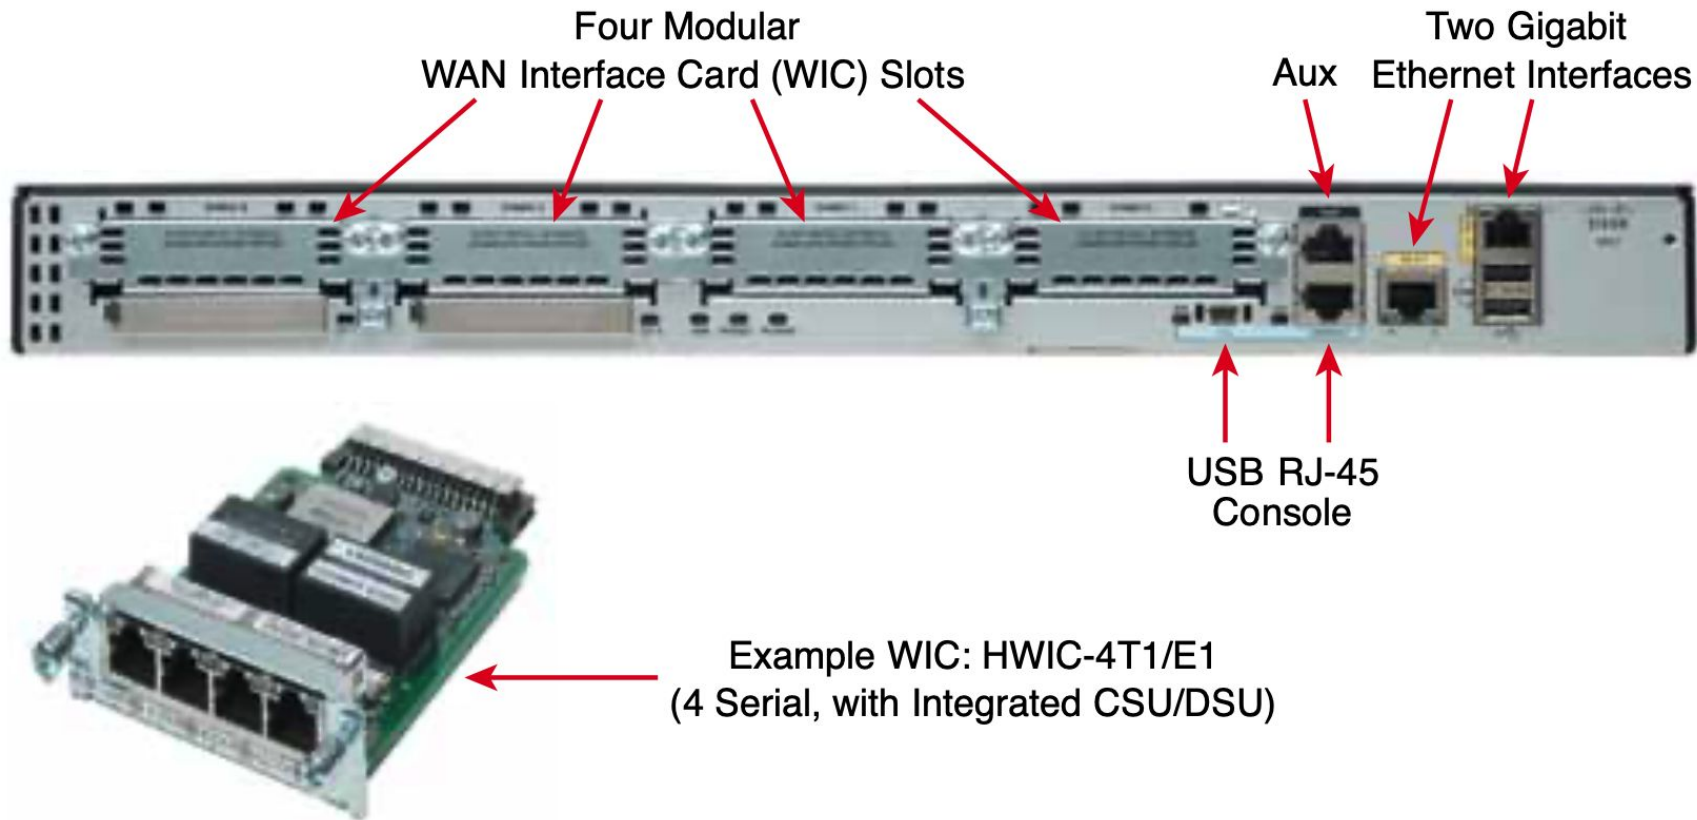 Four Modular
WAN Interface Card (WIC) Slots
Aux
Two Gigabit
Ethernet Interfaces
USB RJ-45
Console
Example WIC: HWIC-4T1/E1
(4 Serial, with Integrated CSU/DSU)